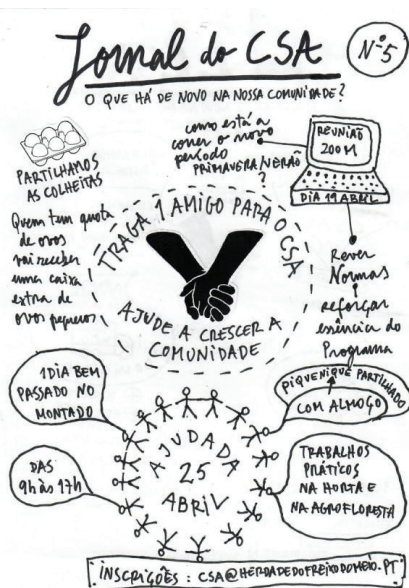 Jornal do CSA
Nº5
O QUE HÁ DE NOVO NA NOSSA COMUNIDADE?
PARTILHAMOS
AS COLHEITAS
Quem tem quota
de ovos
vai receber
uma caixa
extra de
ovos pequenos
como está a
correr o novo
período
PRIMAVERA/VERÃO
?
REUNIÃO
200M
DIA 19 ABRIL
Rever
Normas
reforçar
essência do
Programa
TRAGA 1 AMIGO PARA O CSA
AJUDE A CRESCER A
COMUNIDADE
1 DIA BEM
PASSADO NO
MONTADO
DAS
9h às 17h
AJUDADA
25
ABRIL
PIQUENIQUE PARTILHADO
COM ALMOÇO
TRABALHOS
PRÁTICOS
NA HORTA E
NA AGROFLORESTA
INSCRIÇÕES: CSA@HERDADEDOFREIXODOMEIO.PT